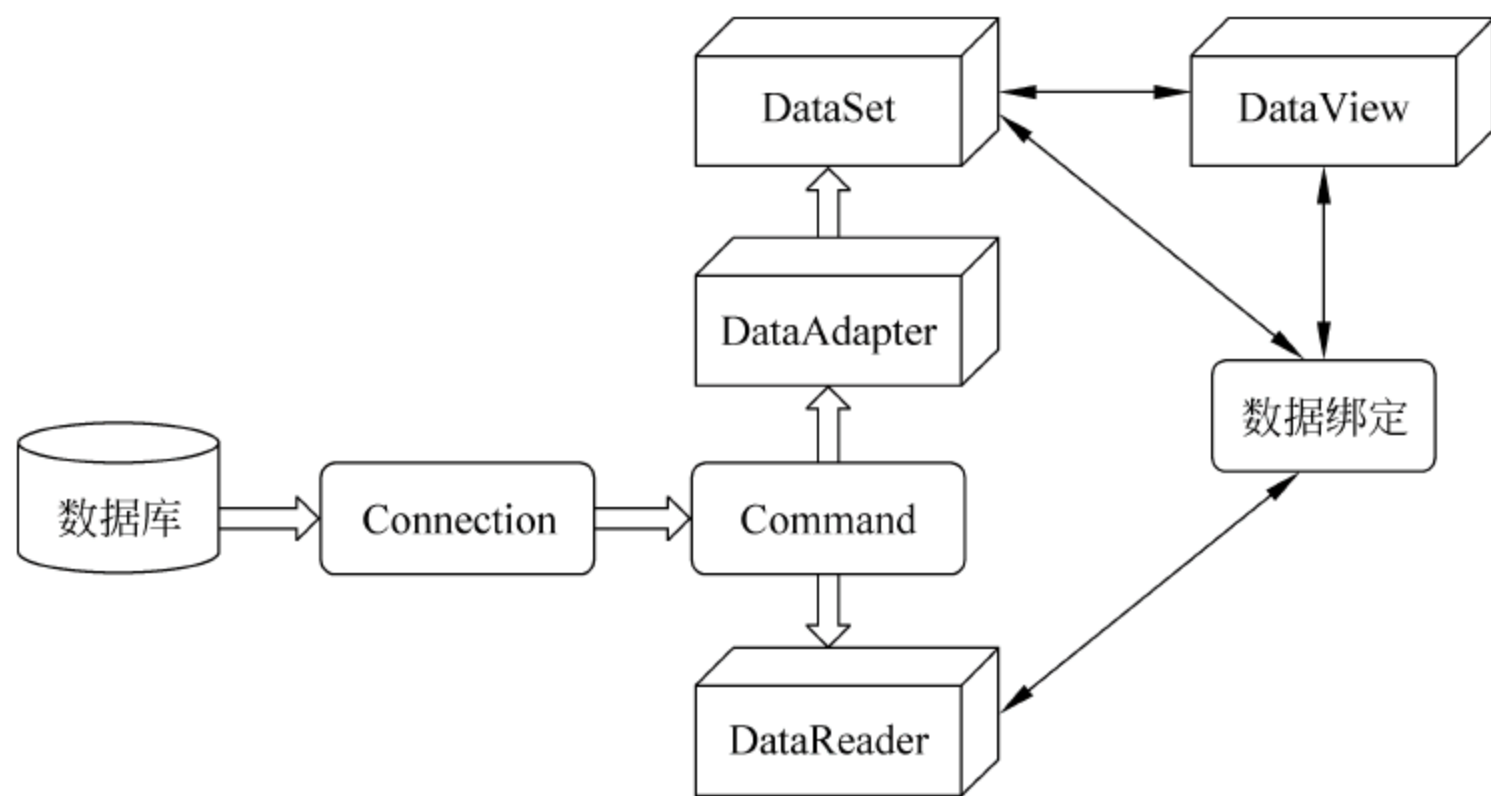 DataSet
DataView
DataAdapter
数据绑定
数据库
Connection
Command
DataReader